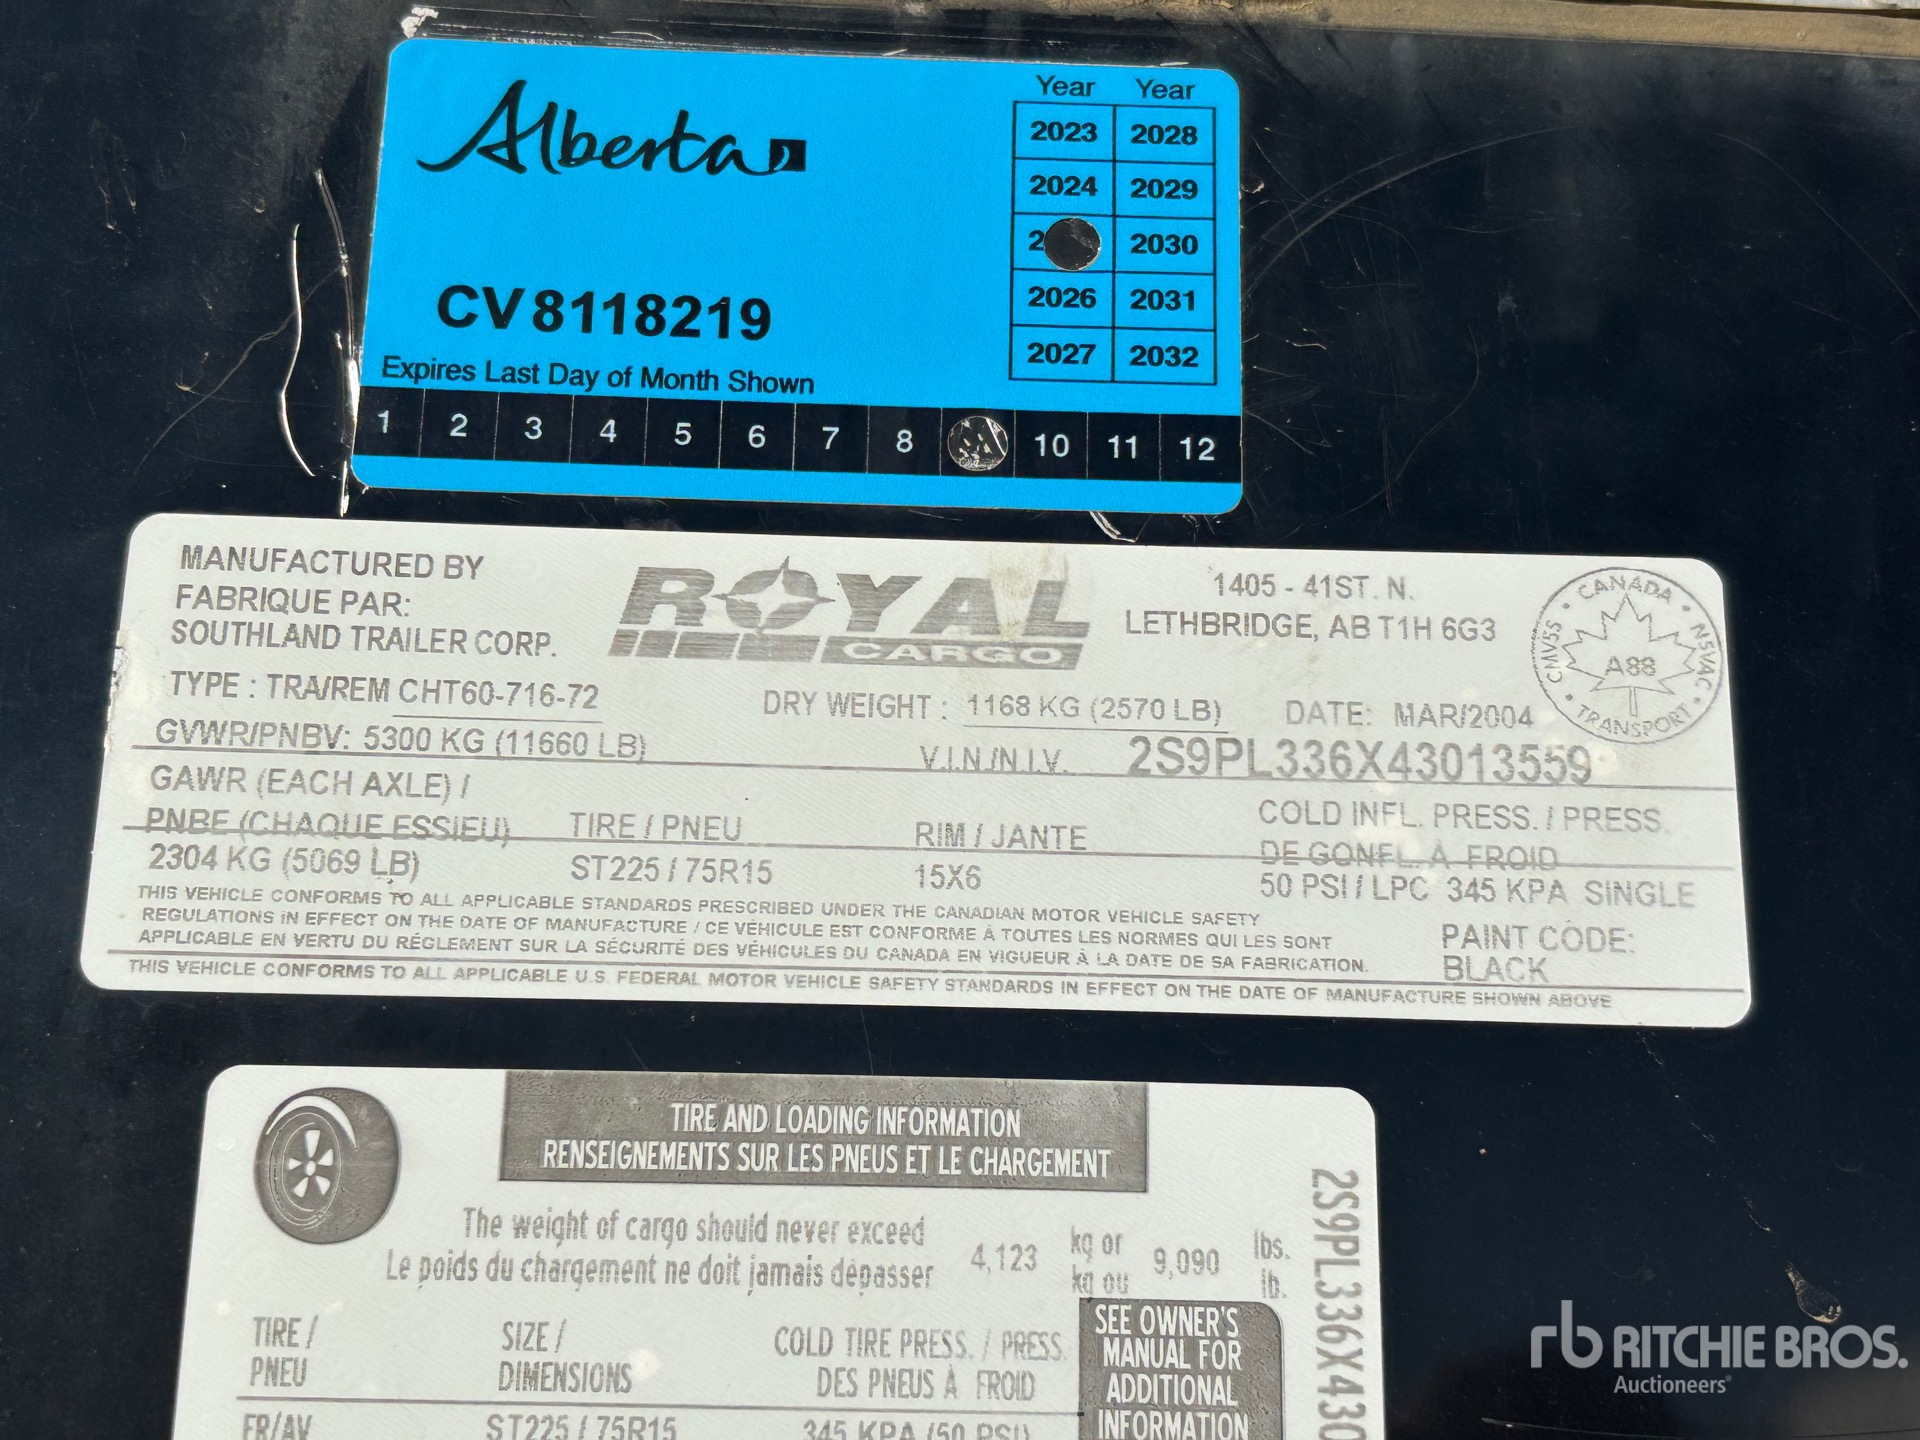 Alberta
Year Year
2023 2028
2024 2029
2 2030
2026 2031
2027 2032
CV8118219
Expires Last Day of Month Shown
1 2 3 4 5 6 7 8 10 11 12
MANUFACTURED BY
FABRIQUE PAR:
SOUTHLAND TRAILER CORP.
ROYAL
CARGO
1405 - 41ST. N.
LETHBRIDGE, AB T1H 6G3
CANADA
CMVSS NSVAC
A88
TRANSPORT
TYPE : TRA/REM CHT60-716-72
DRY WEIGHT : 1168 KG (2570 LB)
DATE: MAR/2004
GVWR/PNBV: 5300 KG (11660 LB)
V.I.N./N.I.V. 2S9PL336X43013559
GAWR (EACH AXLE) /
PNBE (CHAQUE ESSIEU) TIRE / PNEU RIM / JANTE
COLD INFL. PRESS. / PRESS.
DE GONFL. A FROID
2304 KG (5069 LB) ST225 / 75R15 15X6 50 PSI / LPC 345 KPA SINGLE
THIS VEHICLE CONFORMS TO ALL APPLICABLE STANDARDS PRESCRIBED UNDER THE CANADIAN MOTOR VEHICLE SAFETY
REGULATIONS IN EFFECT ON THE DATE OF MANUFACTURE / CE VÉHICULE EST CONFORME À TOUTES LES NORMES QUI LES SONT
APPLICABLE EN VERTU DU RÉGLEMENT SUR LA SÉCURITÉ DES VÉHICULES DU CANADA EN VIGUEUR À LA DATE DE SA FABRICATION.
PAINT CODE:
BLACK
THIS VEHICLE CONFORMS TO ALL APPLICABLE U.S. FEDERAL MOTOR VEHICLE SAFETY STANDARDS IN EFFECT ON THE DATE OF MANUFACTURE SHOWN ABOVE
TIRE AND LOADING INFORMATION
RENSEIGNEMENTS SUR LES PNEUS ET LE CHARGEMENT
The weight of cargo should never exceed
Le poids du chargement ne doit jamais dépasser
4,123 kg or 9,090 lbs.
kg ou lb.
TIRE / SIZE / COLD TIRE PRESS. / PRESS.
PNEU DIMENSIONS DES PNEUS À FROID
FR/AV ST225 / 75R15 345 KPA (50 PSI)
SEE OWNER'S
MANUAL FOR
ADDITIONAL
INFORMATION
2S9PL336X430
rb RITCHIE BROS.
Auctioneers